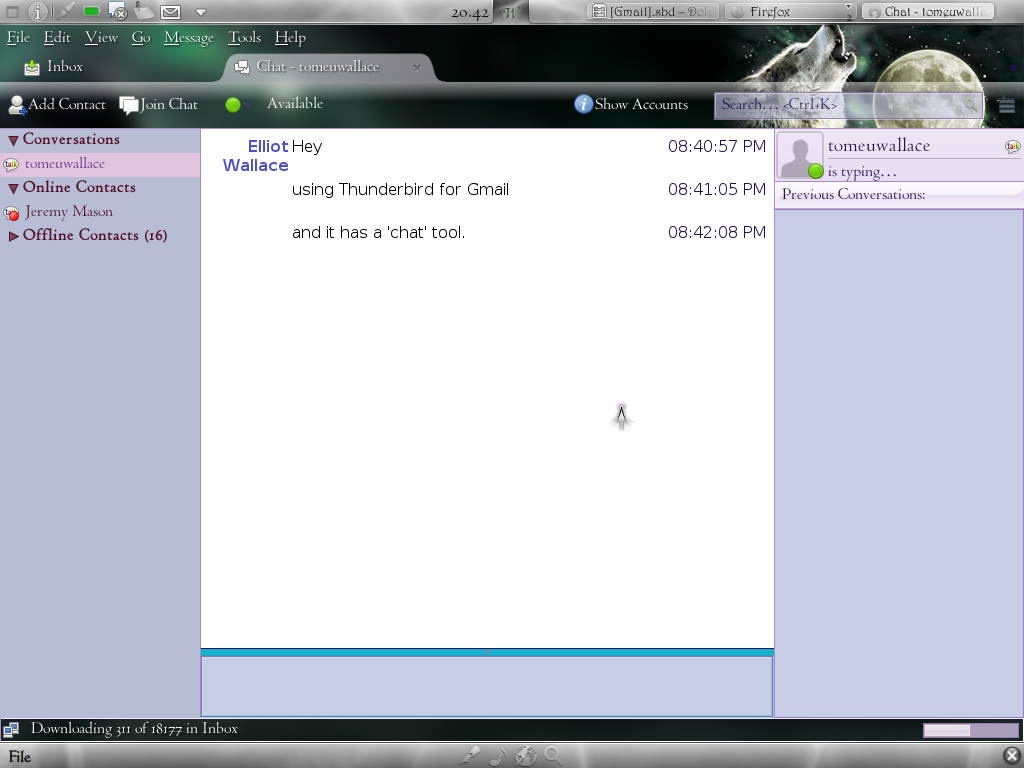 20.42 W [Gmail].sbd – Dol Firefox 2 Chat - tomeuwalla
File Edit View Go Message Tools Help
Inbox Chat - tomeuwallace
Add Contact Join Chat Available Show Accounts Search... <Ctrl+K>
Conversations
talk tomeuwallace
Online Contacts
Jeremy Mason
Offline Contacts (16)
Elliot Wallace Hey 08:40:57 PM
using Thunderbird for Gmail 08:41:05 PM
and it has a 'chat' tool. 08:42:08 PM
tomeuwallace talk
is typing...
Previous Conversations:
Downloading 311 of 18177 in Inbox
File